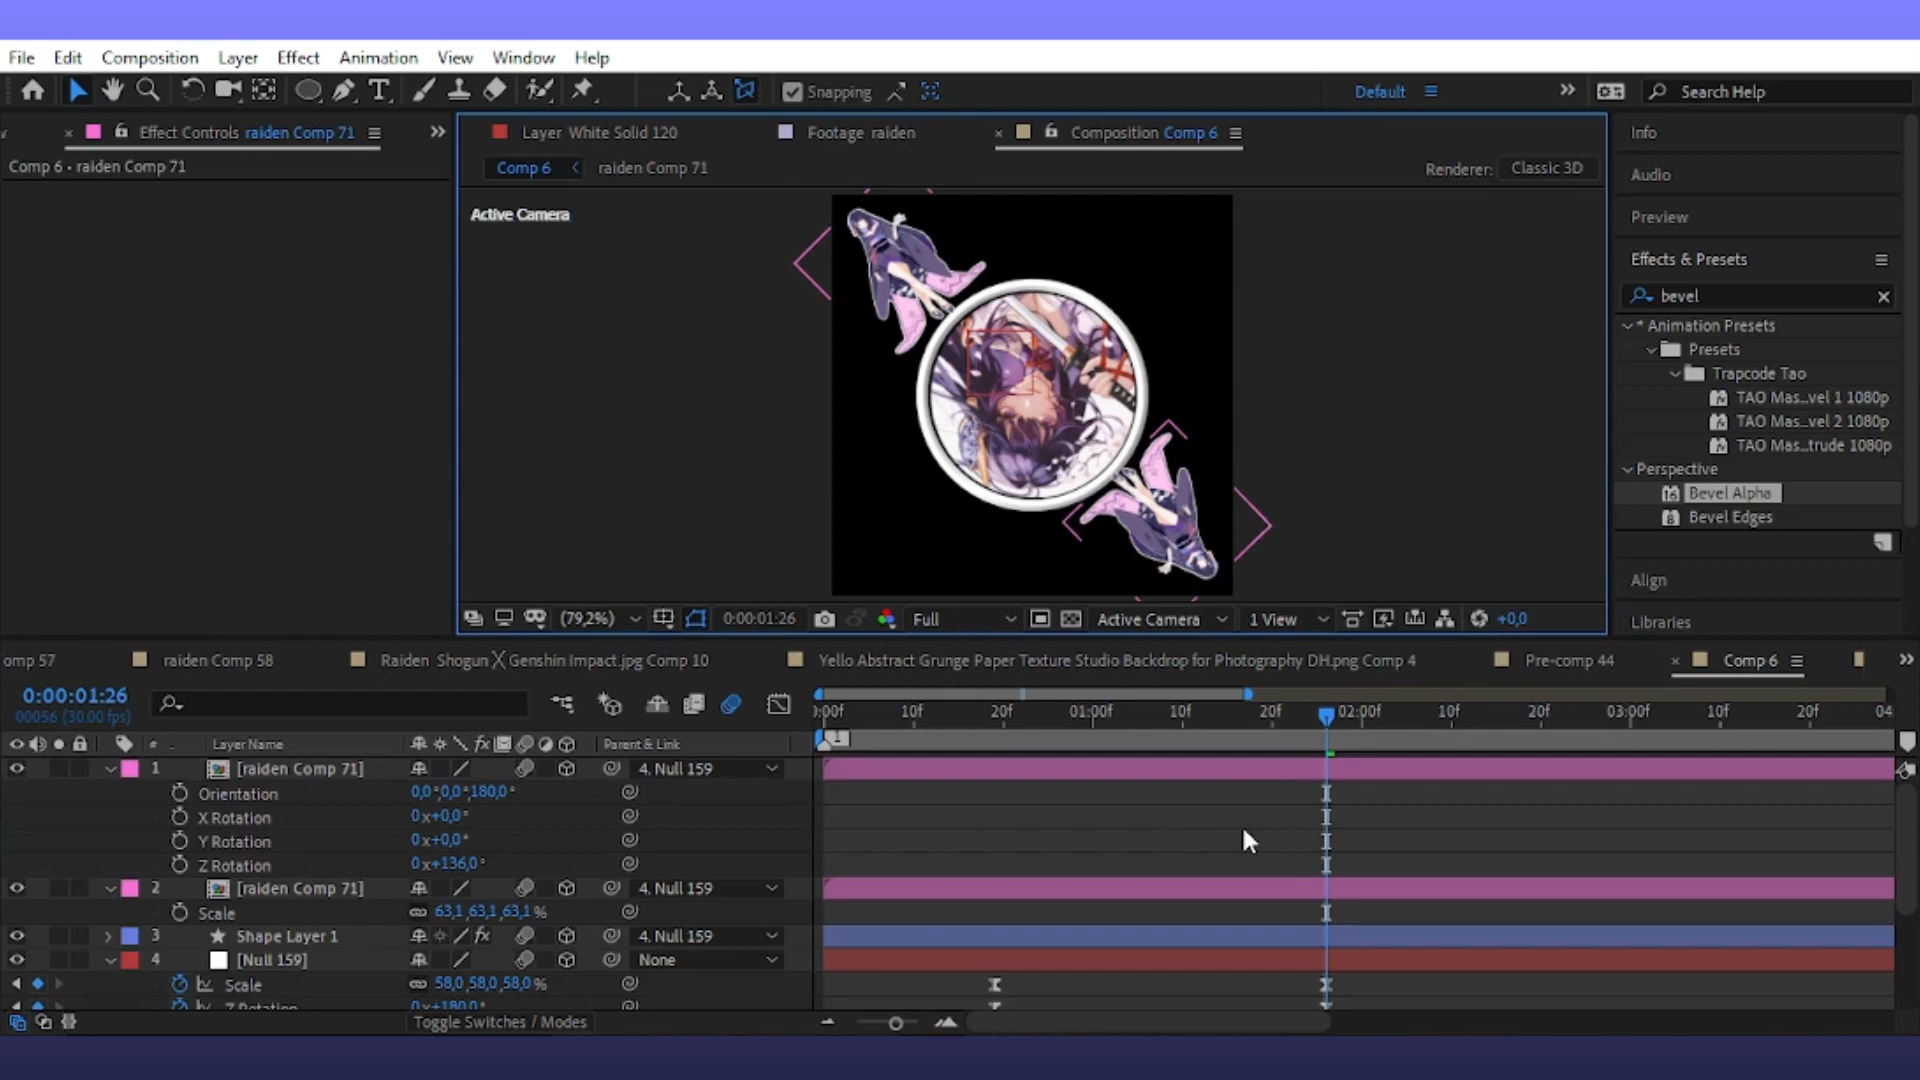 File Edit Composition Layer Effect Animation View Window Help
Snapping Default Search Help
Effect Controls raiden Comp 71 Layer White Solid 120 Footage raiden Composition Comp 6 Info
Comp 6 • raiden Comp 71 Comp 6 raiden Comp 71 Renderer: Classic 3D
Audio
Active Camera
Preview
Effects & Presets
bevel
* Animation Presets
Presets
Trapcode Tao
TAO Mas...vel 1 1080p
TAO Mas...vel 2 1080p
TAO Mas...trude 1080p
Perspective
16 Bevel Alpha
8 Bevel Edges
Align
Libraries
(79,2%) 0:00:01:26 Full Active Camera 1 View +0,0
omp 57 raiden Comp 58 Raiden Shogun╳Genshin Impact.jpg Comp 10 Yello Abstract Grunge Paper Texture Studio Backdrop for Photography DH.png Comp 4 Pre-comp 44 Comp 6
0:00:01:26
00056 (30.00 fps)
):00f 10f 20f 01:00f 10f 20f 02:00f 10f 20f 03:00f 10f 20f 04
# Layer Name fx Parent & Link 1
1 [raiden Comp 71] 4. Null 159
Orientation 0,0°,0,0°,180,0°
X Rotation 0x+0,0°
Y Rotation 0x+0,0°
Z Rotation 0x+136,0°
2 [raiden Comp 71] 4. Null 159
Scale 63,1,63,1,63,1%
3 Shape Layer 1 fx 4. Null 159
4 [Null 159] None
Scale 58,0,58,0,58,0%
Z Rotation 0x+180,0°
Toggle Switches / Modes